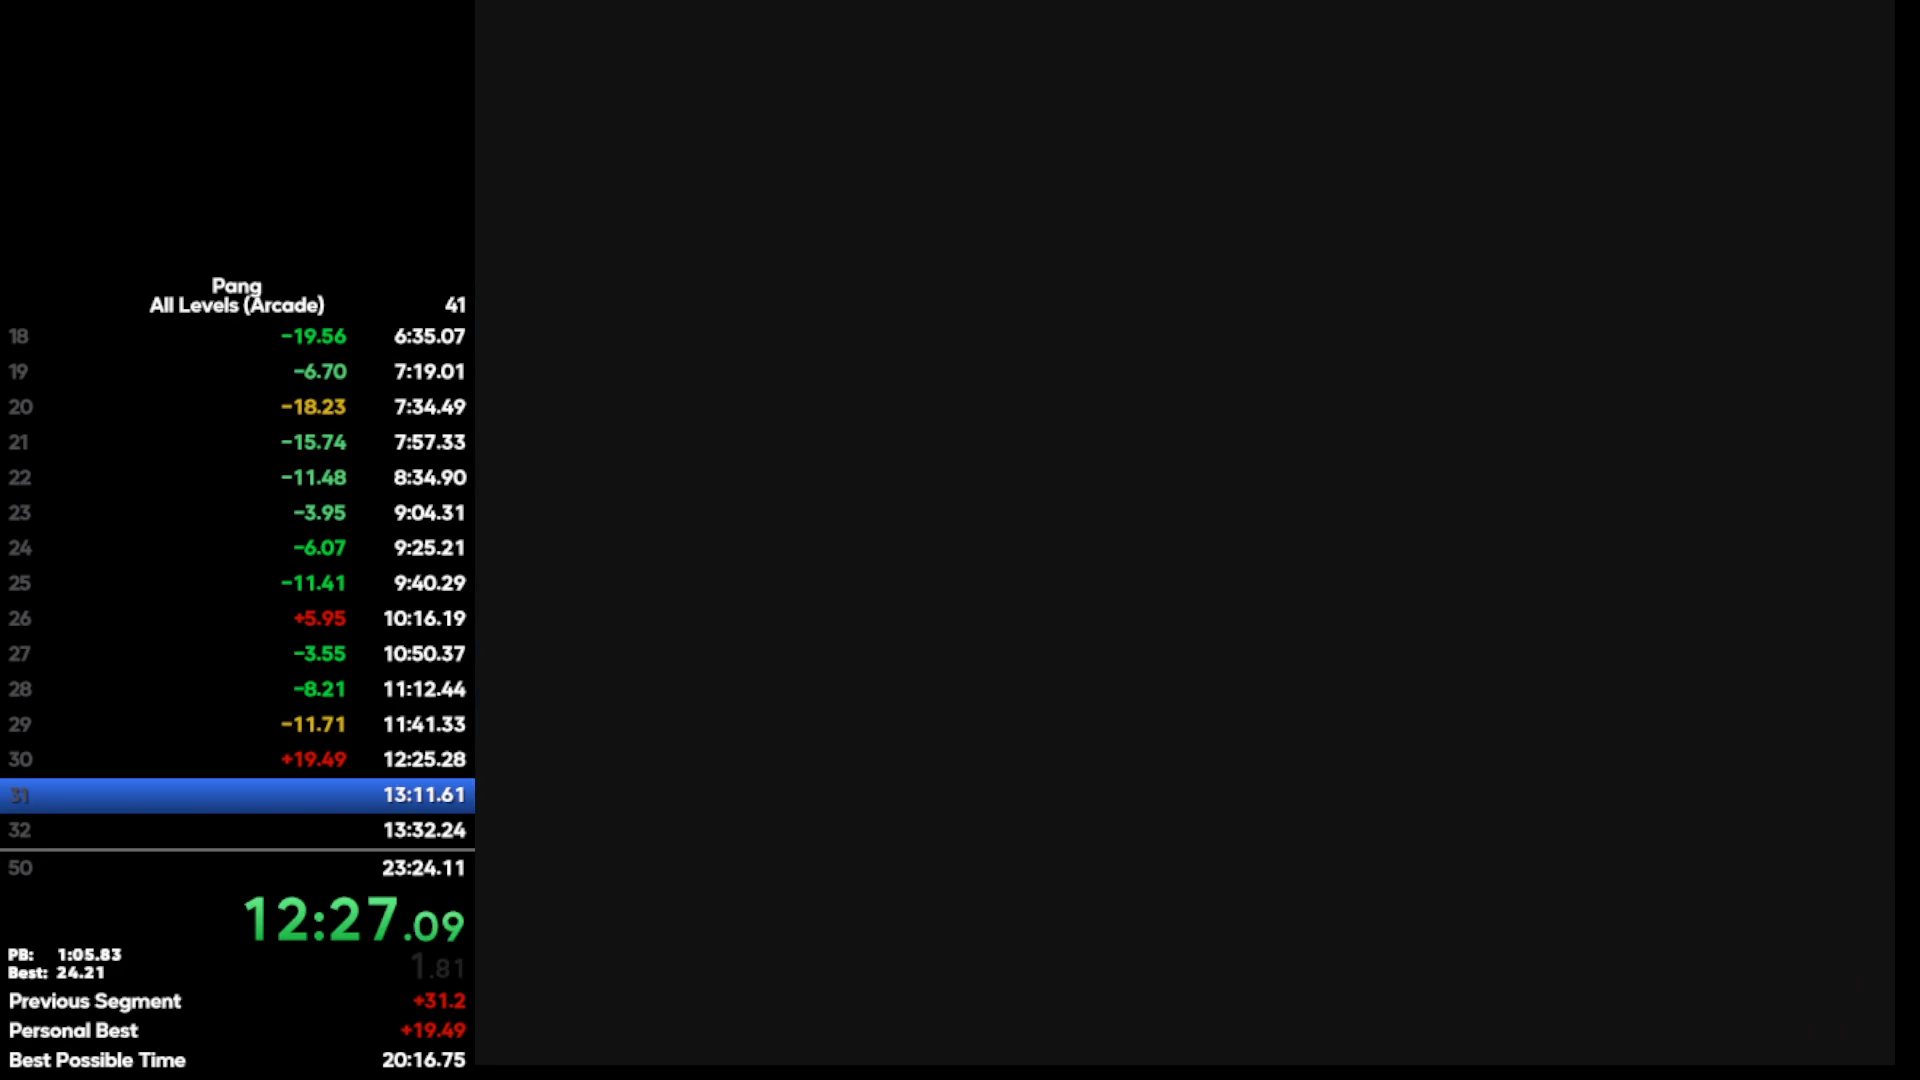 Pang
All Levels (Arcade) 41
18 -19.56 6:35.07
19 -6.70 7:19.01
20 -18.23 7:34.49
21 -15.74 7:57.33
22 -11.48 8:34.90
23 -3.95 9:04.31
24 -6.07 9:25.21
25 -11.41 9:40.29
26 +5.95 10:16.19
27 -3.55 10:50.37
28 -8.21 11:12.44
29 -11.71 11:41.33
30 +19.49 12:25.28
31 13:11.61
32 13:32.24
50 23:24.11
12:27.09
PB: 1:05.83
Best: 24.21 1.81
Previous Segment +31.2
Personal Best +19.49
Best Possible Time 20:16.75